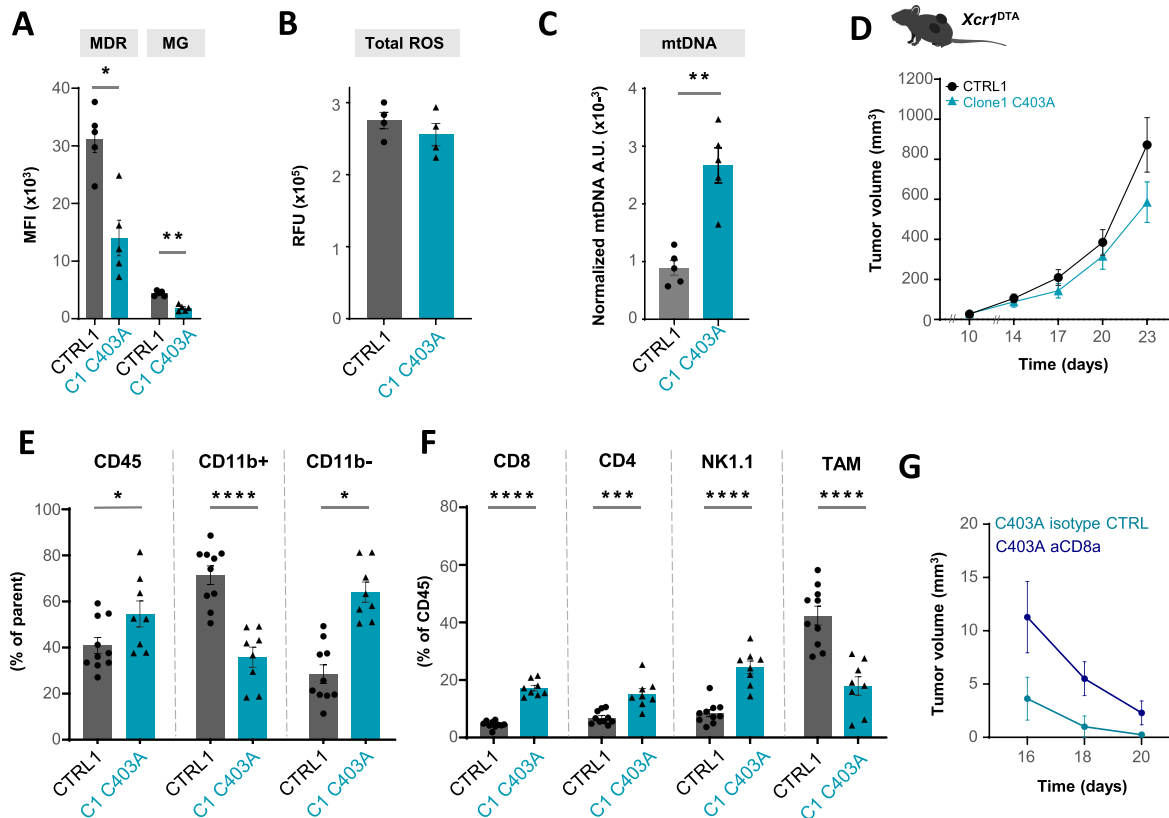 A
MDR
MG
*
**
MFI (x10³)
40
30
20
10
0
CTRL1
C1 C403A
CTRL1
C1 C403A
B
Total ROS
RFU (x10⁵)
3
2
1
0
CTRL1
C1 C403A
C
mtDNA
**
Normalized mtDNA A.U. (x10-³)
4
3
2
1
0
CTRL1
C1 C403A
D
Xcr1ᴰᵀᴬ
CTRL1
Clone1 C403A
Tumor volume (mm³)
1200
1000
800
600
400
200
0
10
14
17
20
23
Time (days)
E
CD45
CD11b+
CD11b-
*
****
*
(% of parent)
100
80
60
40
20
0
CTRL1
C1 C403A
CTRL1
C1 C403A
CTRL1
C1 C403A
F
CD8
CD4
NK1.1
TAM
****
***
****
****
(% of CD45)
80
60
40
20
0
CTRL1
C1 C403A
CTRL1
C1 C403A
CTRL1
C1 C403A
CTRL1
C1 C403A
G
C403A isotype CTRL
C403A aCD8a
Tumor volume (mm³)
20
15
10
5
0
16
18
20
Time (days)